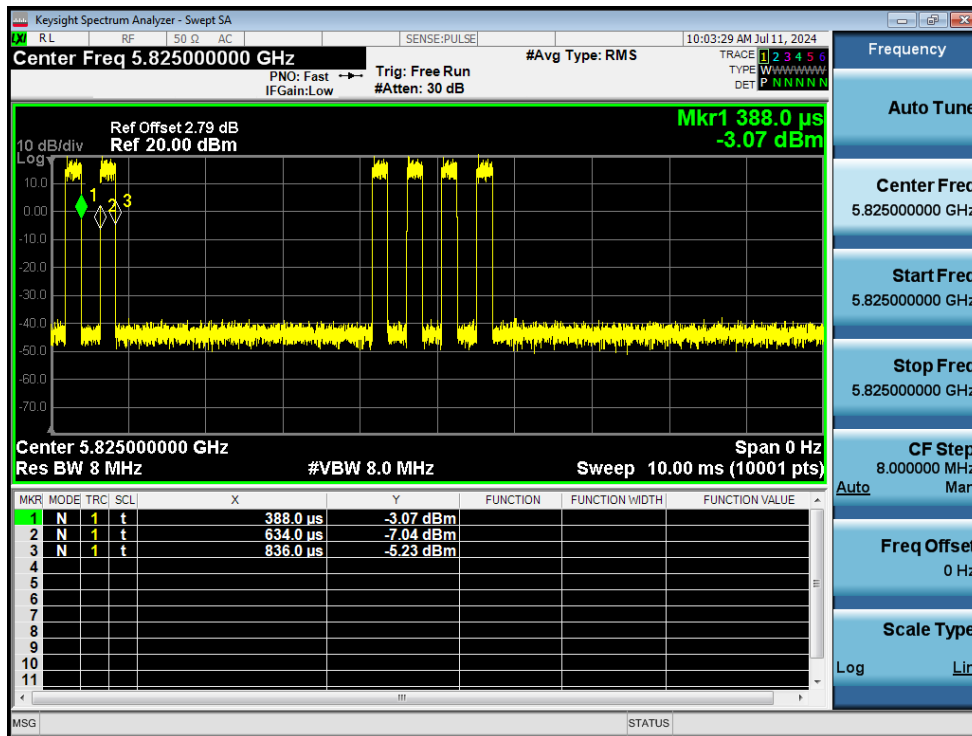 Keysight Spectrum Analyzer - Swept SA
LXI RL RF 50 Ω AC SENSE:PULSE 10:03:29 AM Jul 11, 2024
Center Freq 5.825000000 GHz
#Avg Type: RMS
TRACE 1 2 3 4 5 6
PNO: Fast
Trig: Free Run
TYPE WWWWWW
IFGain:Low
#Atten: 30 dB
DET P N N N N N
Mkr1 388.0 µs
-3.07 dBm
Ref Offset 2.79 dB
10 dB/div Ref 20.00 dBm
Log
10.0
0.00
-10.0
-20.0
-30.0
-40.0
-50.0
-60.0
-70.0
1
2
3
Center 5.825000000 GHz Span 0 Hz
Res BW 8 MHz #VBW 8.0 MHz Sweep 10.00 ms (10001 pts)
MKR MODE TRC SCL X Y FUNCTION FUNCTION WIDTH FUNCTION VALUE
1 N 1 t 388.0 µs -3.07 dBm
2 N 1 t 634.0 µs -7.04 dBm
3 N 1 t 836.0 µs -5.23 dBm
4
5
6
7
8
9
10
11
MSG STATUS
Frequency
Auto Tune
Center Freq
5.825000000 GHz
Start Freq
5.825000000 GHz
Stop Freq
5.825000000 GHz
CF Step
8.000000 MHz
Auto Man
Freq Offset
0 Hz
Scale Type
Log Lin